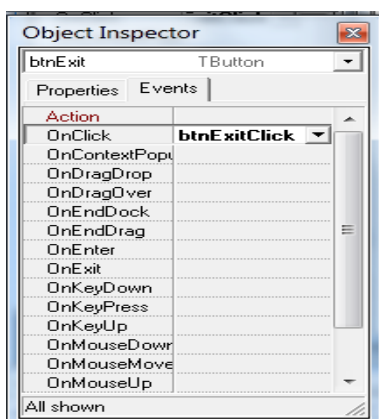 Object Inspector
btnExit TButton
Properties Events
Action
OnClick btnExitClick
OnContextPopu
OnDragDrop
OnDragOver
OnEndDock
OnEndDrag
OnEnter
OnExit
OnKeyDown
OnKeyPress
OnKeyUp
OnMouseDowr
OnMouseMove
OnMouseUp
All shown